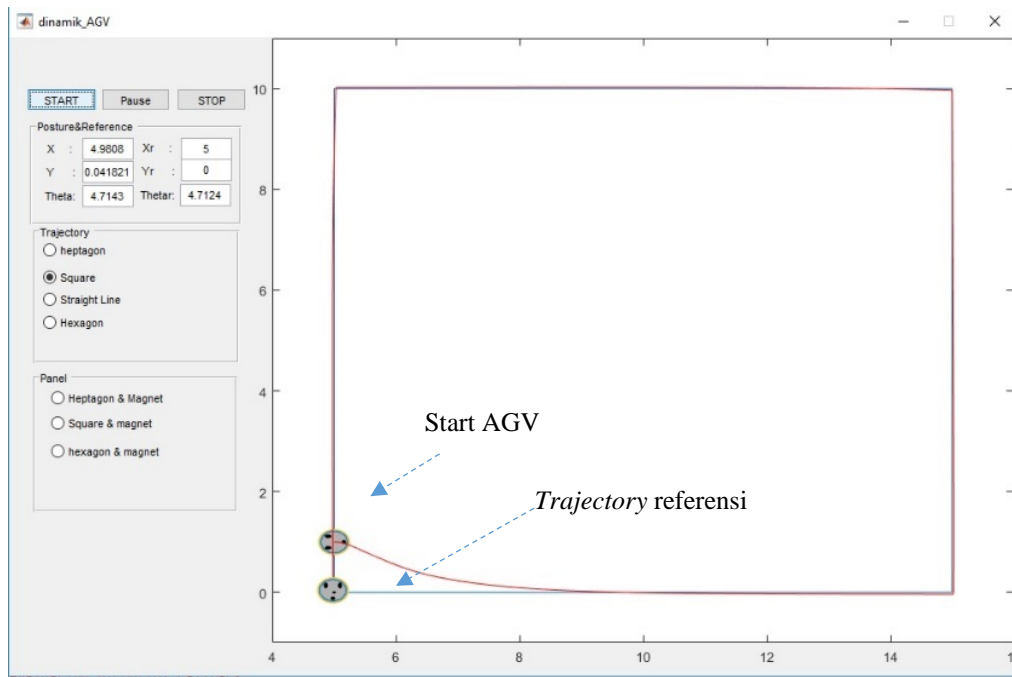 dinamik_AGV
START Pause STOP
Posture&Reference
X : 4.9808 Xr : 5
Y : 0.041821 Yr : 0
Theta: 4.7143 Thetar: 4.7124
Trajectory
heptagon
Square
Straight Line
Hexagon
Panel
Heptagon & Magnet
Square & magnet
hexagon & magnet
10
8
6
4
2
0
4 6 8 10 12 14 1
Start AGV
Trajectory referensi